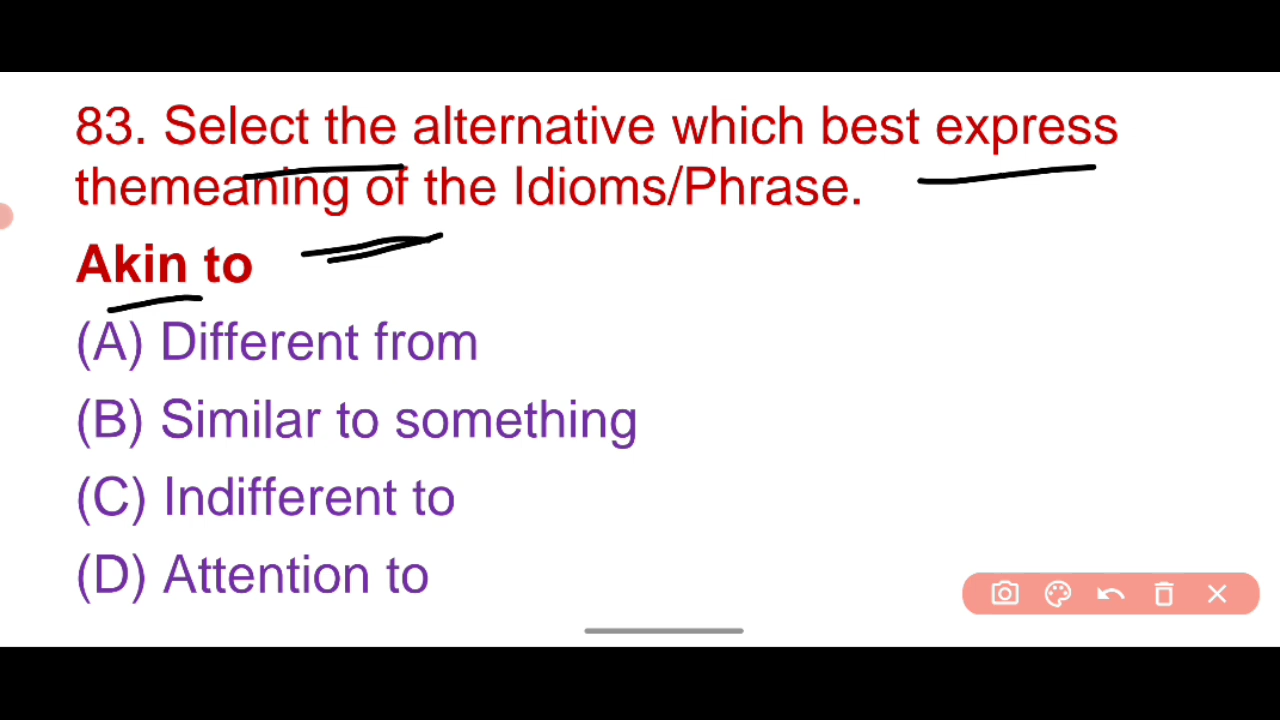 83. Select the alternative which best express
themeaning of the Idioms/Phrase.
Akin to
(A) Different from
(B) Similar to something
(C) Indifferent to
(D) Attention to